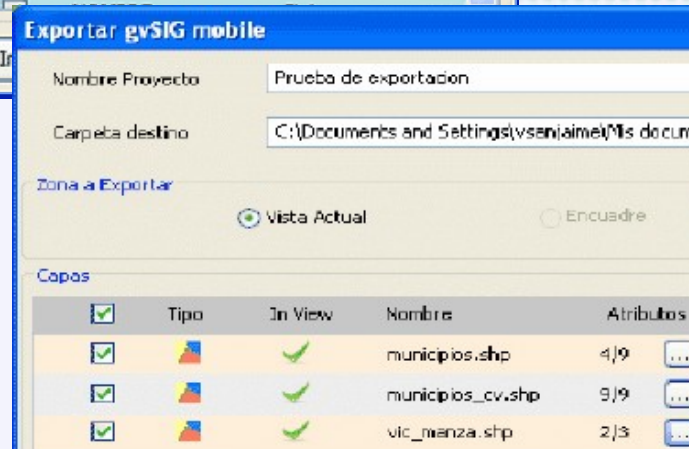 Exportar gvSIG mobile
Nombre Proyecto Prueba de exportacion
Carpeta destino C:\Documents and Settings\vsanjaime\Mis docum
Zona a Exportar
Vista Actual Encuadre
Capas
Tipo In View Nombre Atributos
municipios.shp 4/9 ...
municipios_cv.shp 9/9 ...
vic_manza.shp 2/3 ...